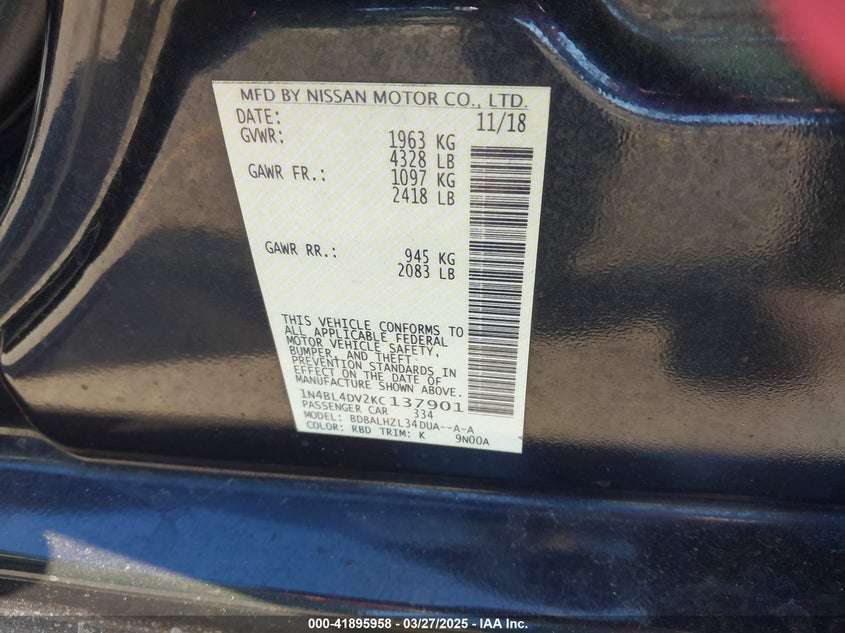 MFD BY NISSAN MOTOR CO., LTD.
DATE: 11/18
GVWR: 1963 KG
4328 LB
GAWR FR.: 1097 KG
2418 LB
GAWR RR.: 945 KG
2083 LB
THIS VEHICLE CONFORMS TO
ALL APPLICABLE FEDERAL
MOTOR VEHICLE SAFETY,
BUMPER, AND THEFT
PREVENTION STANDARDS IN
EFFECT ON THE DATE OF
MANUFACTURE SHOWN ABOVE.
1N4BL4DV2KC137901
PASSENGER CAR 334
MODEL: BDBALHZL34DUA--A-A
COLOR: RBD TRIM: K 9N00A
000-41895958 - 03/27/2025 - IAA Inc.